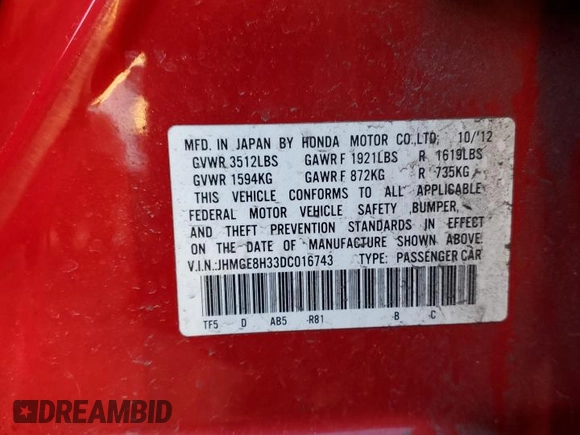 MFD. IN JAPAN BY HONDA MOTOR CO.,LTD. 10/'12
GVWR 3512LBS GAWR F 1921LBS R 1619LBS
GVWR 1594KG GAWR F 872KG R 735KG
THIS VEHICLE CONFORMS TO ALL APPLICABLE
FEDERAL MOTOR VEHICLE SAFETY ,BUMPER,
AND THEFT PREVENTION STANDARDS IN EFFECT
ON THE DATE OF MANUFACTURE SHOWN ABOVE.
V.I.N.:JHMGE8H33DC016743 TYPE: PASSENGER CAR
TF5 D AB5 R81 B C
DREAMBID